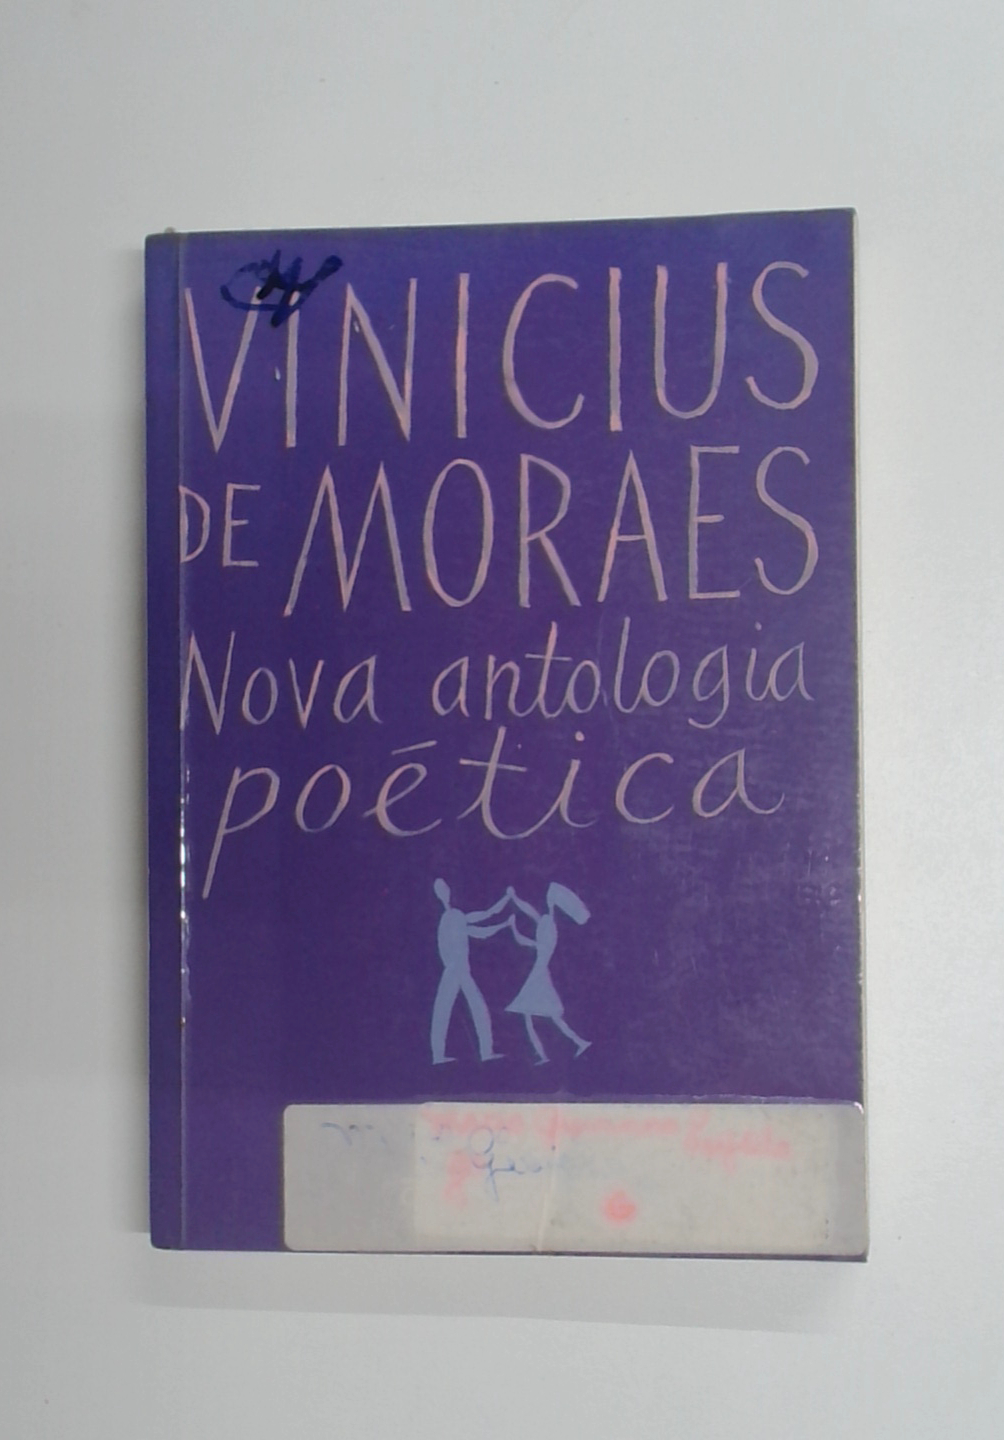 VINICIUS
DE MORAES
Nova antologia
poética